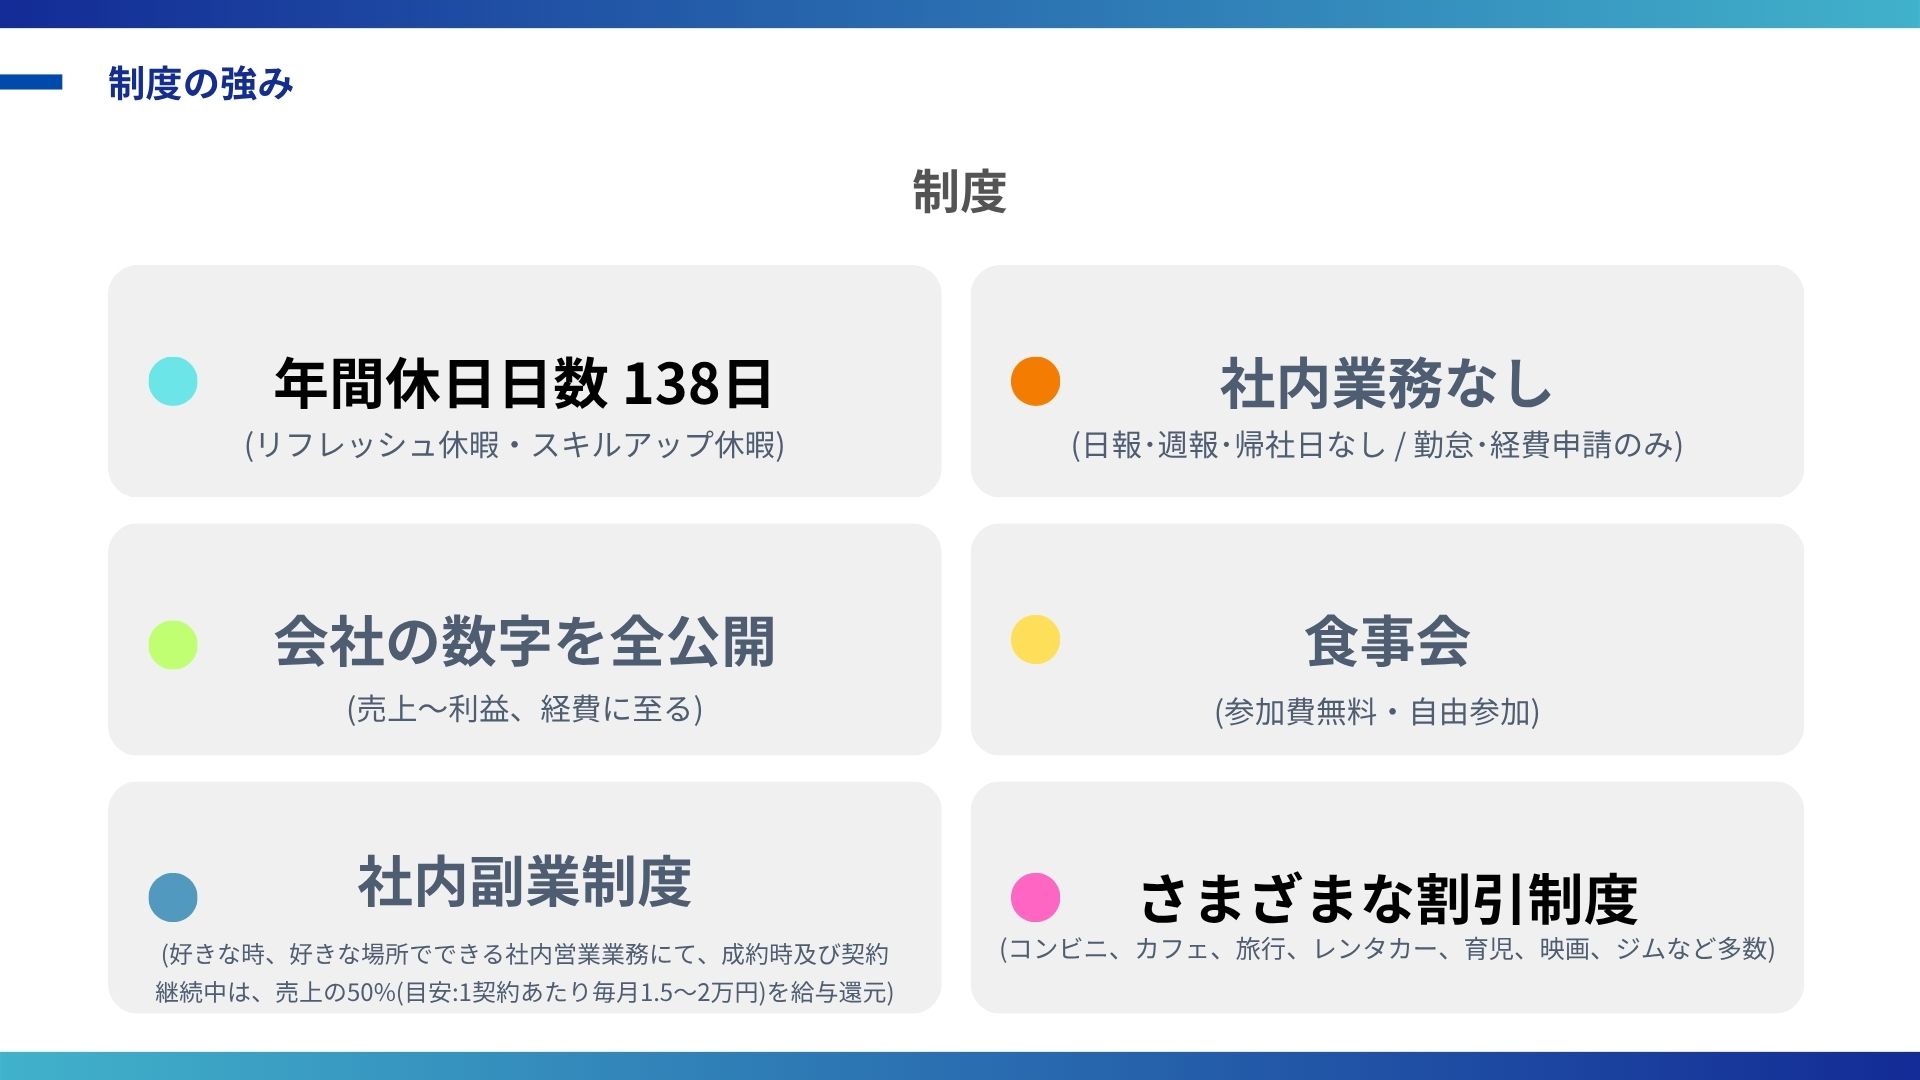 制度の強み
制度
年間休日日数 138日
(リフレッシュ休暇・スキルアップ休暇)
社内業務なし
(日報･週報･帰社日なし / 勤怠･経費申請のみ)
会社の数字を全公開
(売上〜利益、経費に至る)
食事会
(参加費無料・自由参加)
社内副業制度
(好きな時、好きな場所でできる社内営業業務にて、成約時及び契約
継続中は、売上の50%(目安:1契約あたり毎月1.5〜2万円)を給与還元)
さまざまな割引制度
(コンビニ、カフェ、旅行、レンタカー、育児、映画、ジムなど多数)